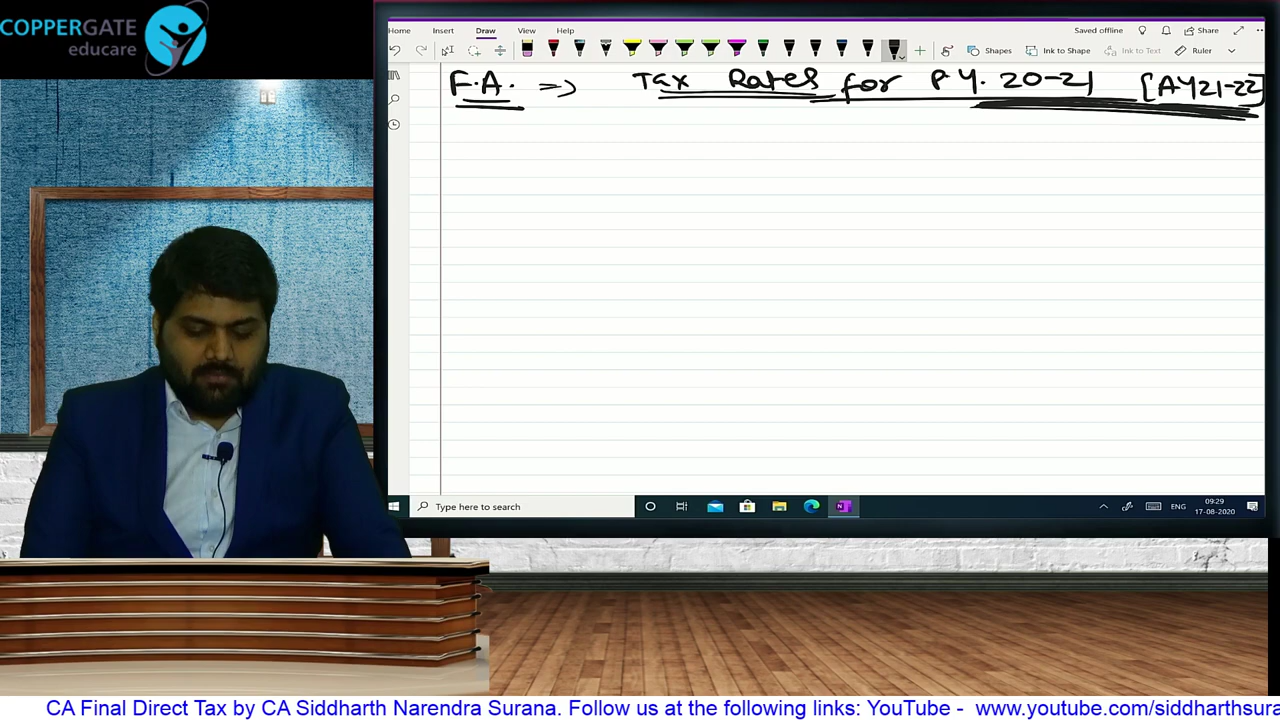 COPPERGATE
educare
Home Insert Draw View Help Saved offline Share
Shapes Ink to Shape Ink to Text Ruler
F.A. => Tax Rates for P.Y. 20-21 [AY21-22]
Type here to search
ENG 09:29
17-08-2020
CA Final Direct Tax by CA Siddharth Narendra Surana. Follow us at the following links: YouTube - www.youtube.com/siddharthsura